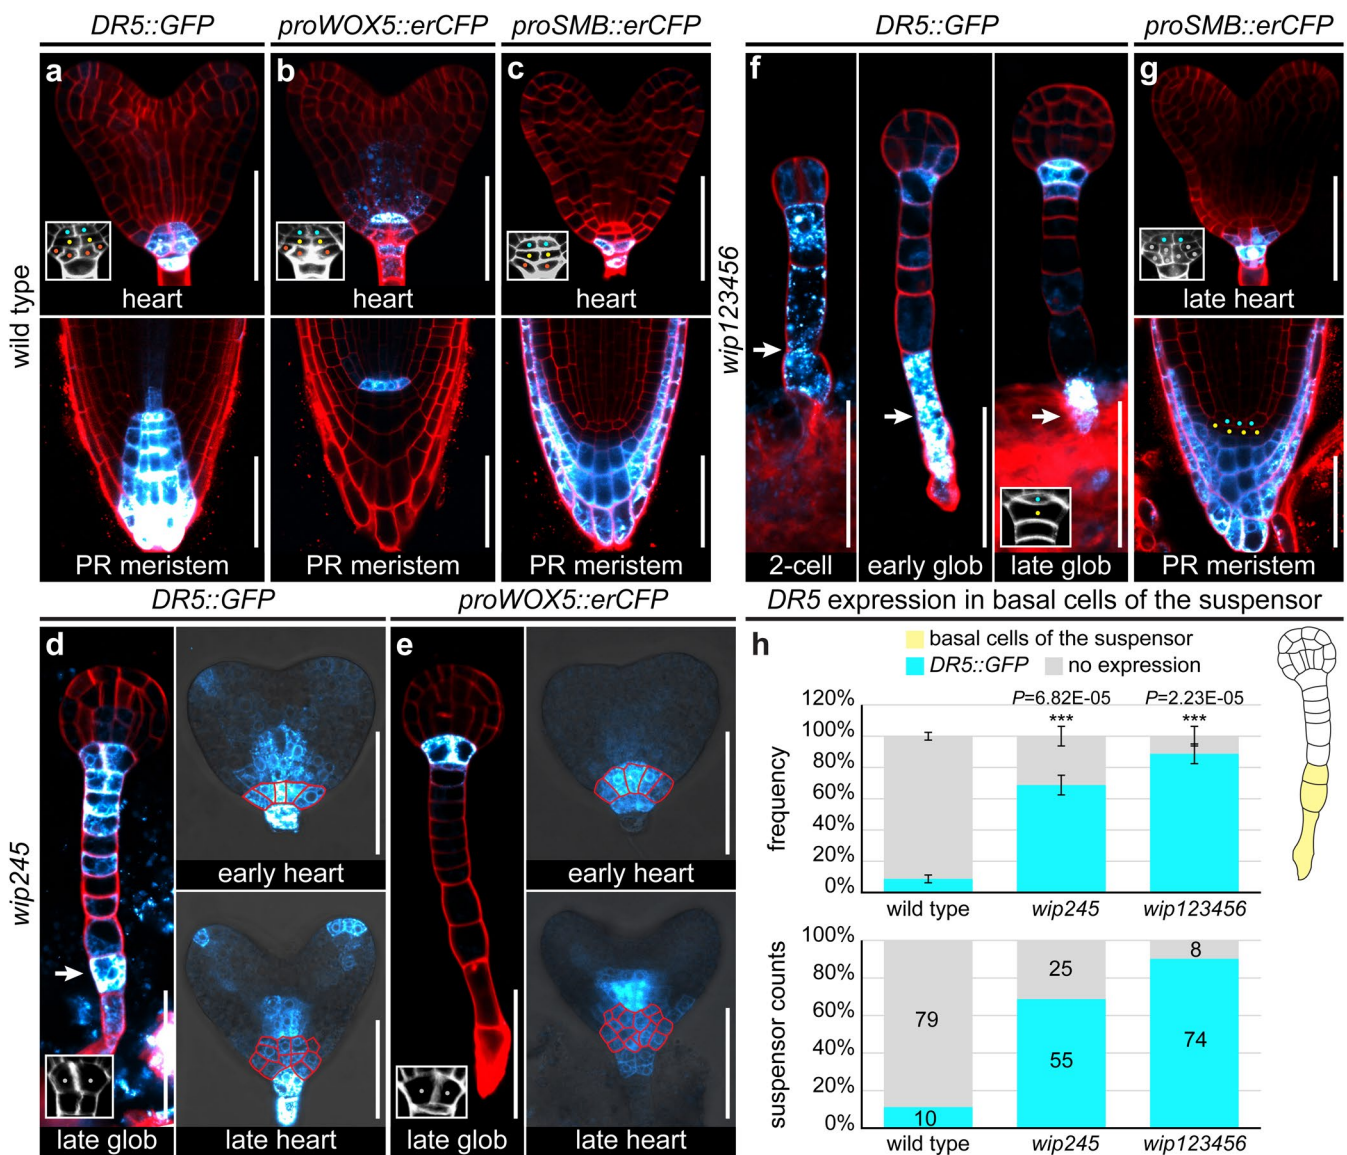 DR5::GFP proWOX5::erCFP proSMB::erCFP DR5::GFP proSMB::erCFP
a b c f g
wild type
wip123456
heart heart heart late heart
PR meristem PR meristem PR meristem 2-cell early glob late glob PR meristem
DR5::GFP proWOX5::erCFP
d e
wip245
early heart early heart
late glob late heart late glob late heart
DR5 expression in basal cells of the suspensor
h
basal cells of the suspensor
DR5::GFP no expression
P=6.82E-05 P=2.23E-05
*** ***
frequency
120%
100%
80%
60%
40%
20%
0%
wild type wip245 wip123456
suspensor counts
100%
80%
60%
40%
20%
0%
79 25 8
10 55 74
wild type wip245 wip123456